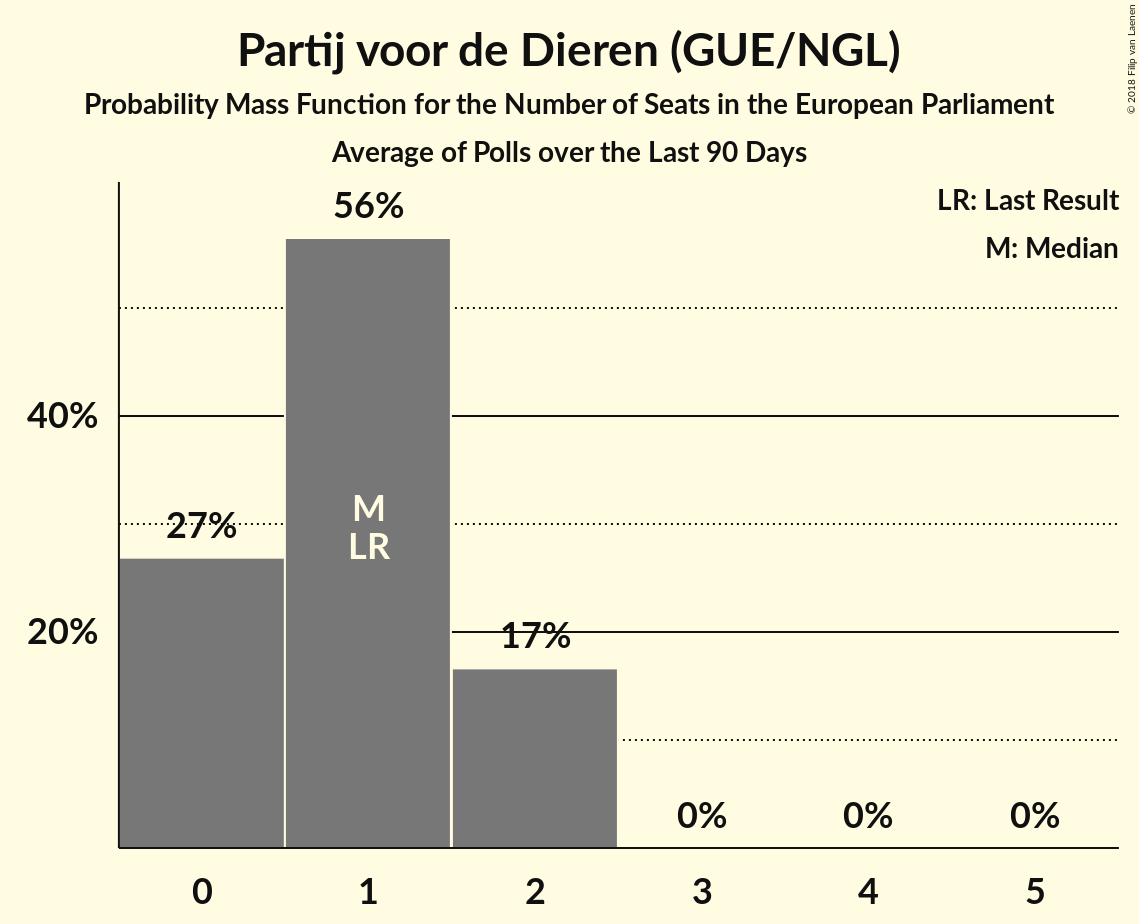 Partij voor de Dieren (GUE/NGL)
Probability Mass Function for the Number of Seats in the European Parliament
Average of Polls over the Last 90 Days
© 2018 Filip van Laenen
LR: Last Result
M: Median
56%
40%
M
LR
27%
20%
17%
0%
0%
0%
0
1
2
3
4
5